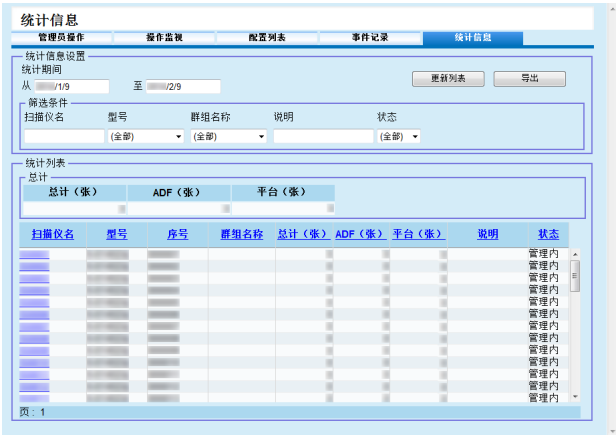 统计信息
管理员操作 操作监视 配置列表 事件记录 统计信息
统计信息设置
统计期间
从 /1/9 至 /2/9 更新列表 导出
筛选条件
扫描仪名 型号 群组名称 说明 状态
(全部) (全部) (全部)
统计列表
总计
总计（张） ADF（张） 平台（张）
扫描仪名 型号 序号 群组名称 总计（张） ADF（张） 平台（张） 说明 状态
管理内
管理内
管理内
管理内
管理内
管理内
管理内
管理内
管理内
管理内
管理内
管理内
管理内
页: 1